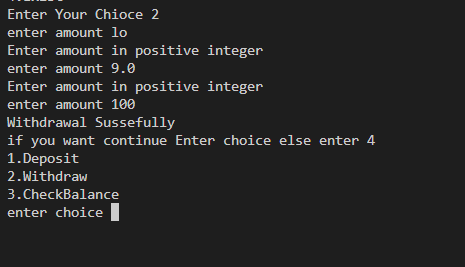 Enter Your Chioce 2
enter amount lo
Enter amount in positive integer
enter amount 9.0
Enter amount in positive integer
enter amount 100
Withdrawal Sussefully
if you want continue Enter choice else enter 4
1.Deposit
2.Withdraw
3.CheckBalance
enter choice